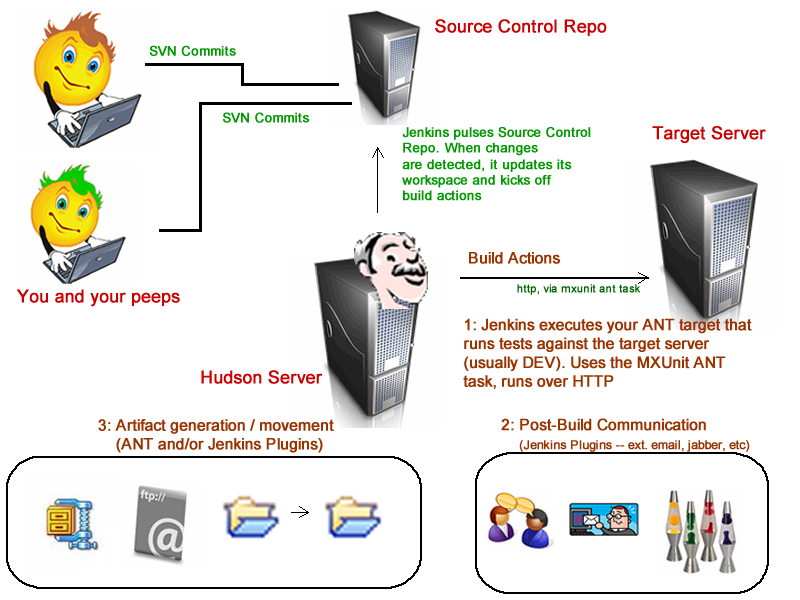 Source Control Repo
SVN Commits
SVN Commits
Jenkins pulses Source Control
Repo. When changes
are detected, it updates its
workspace and kicks off
build actions
Target Server
You and your peeps
Build Actions
http, via mxunit ant task
1: Jenkins executes your ANT target that
runs tests against the target server
(usually DEV). Uses the MXUnit ANT
task, runs over HTTP
Hudson Server
3: Artifact generation / movement
(ANT and/or Jenkins Plugins)
ftp://
@
2: Post-Build Communication
(Jenkins Plugins -- ext. email, jabber, etc)